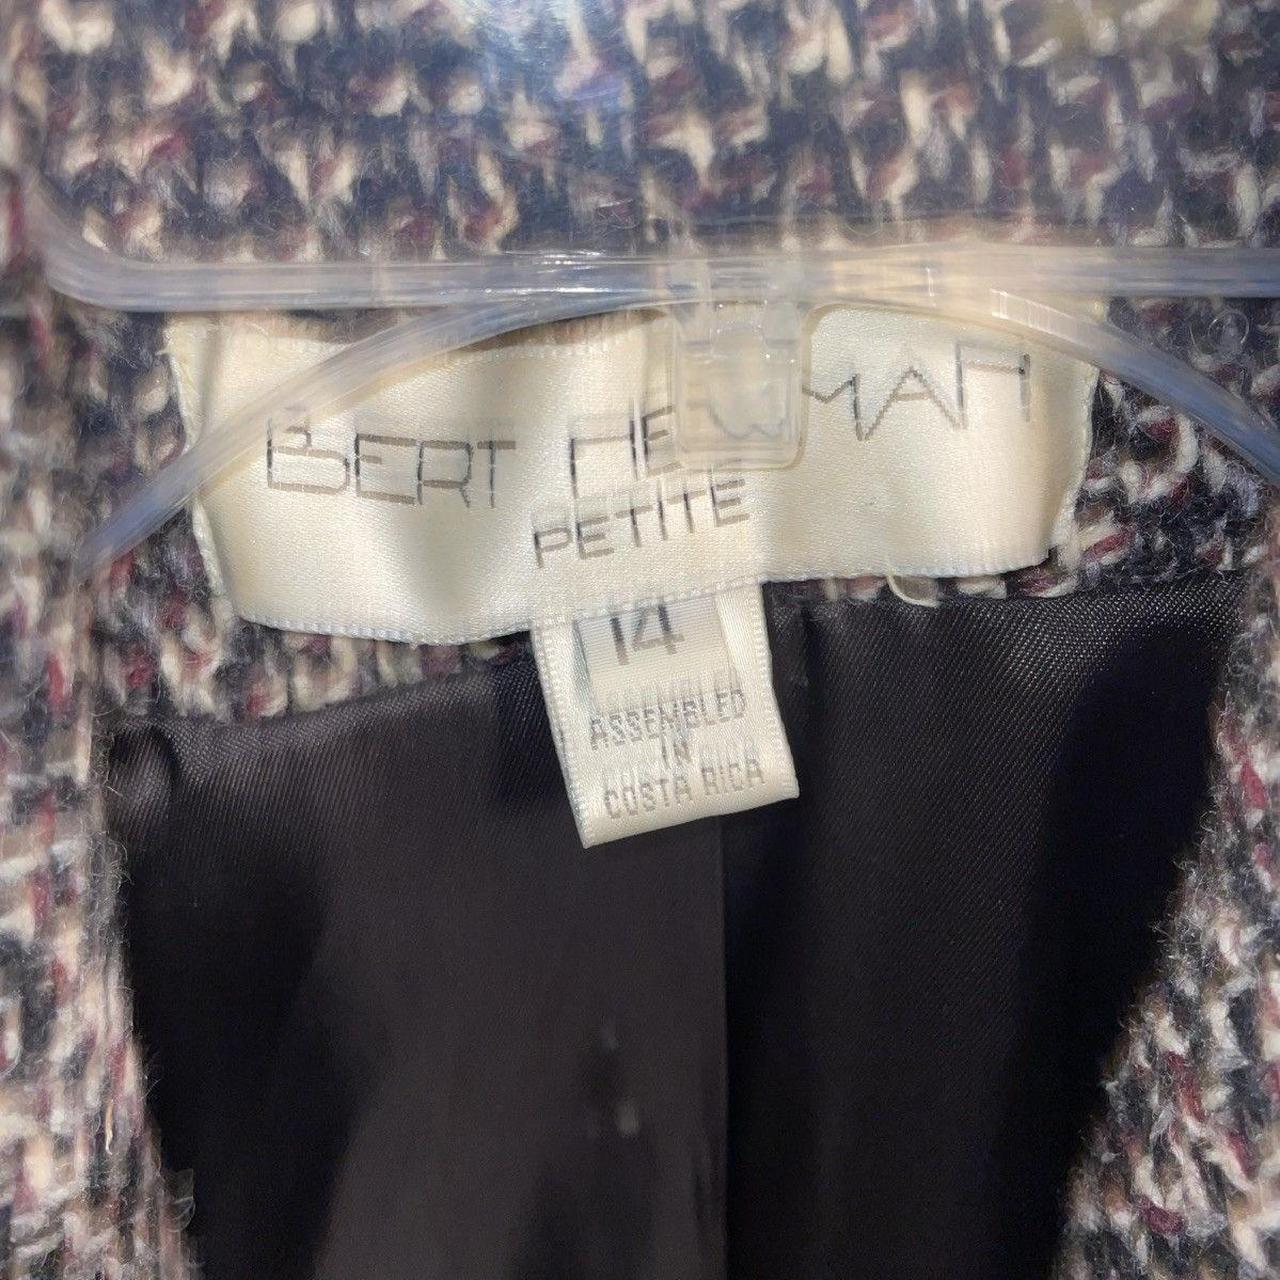 BERT NEWMAN
PETITE
14
ASSEMBLED
IN
COSTA RICA